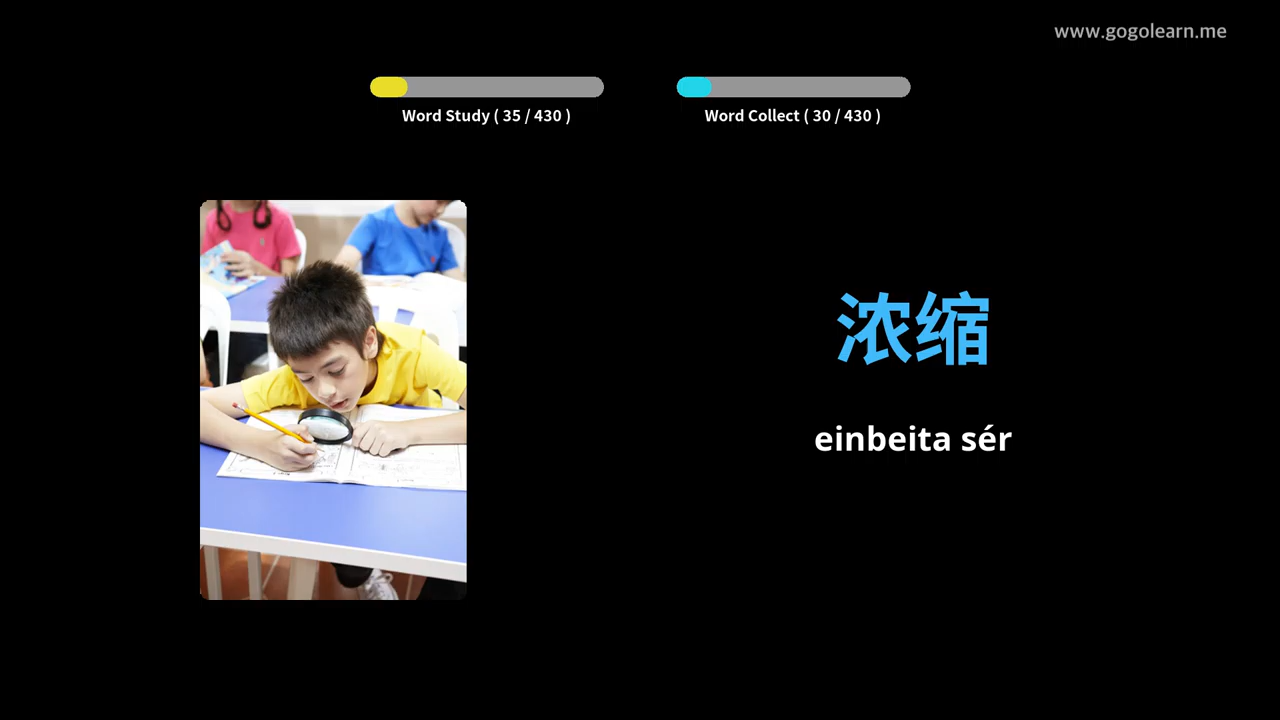 www.gogolearn.me
Word Study ( 35 / 430 )
Word Collect ( 30 / 430 )
浓缩
einbeita sér